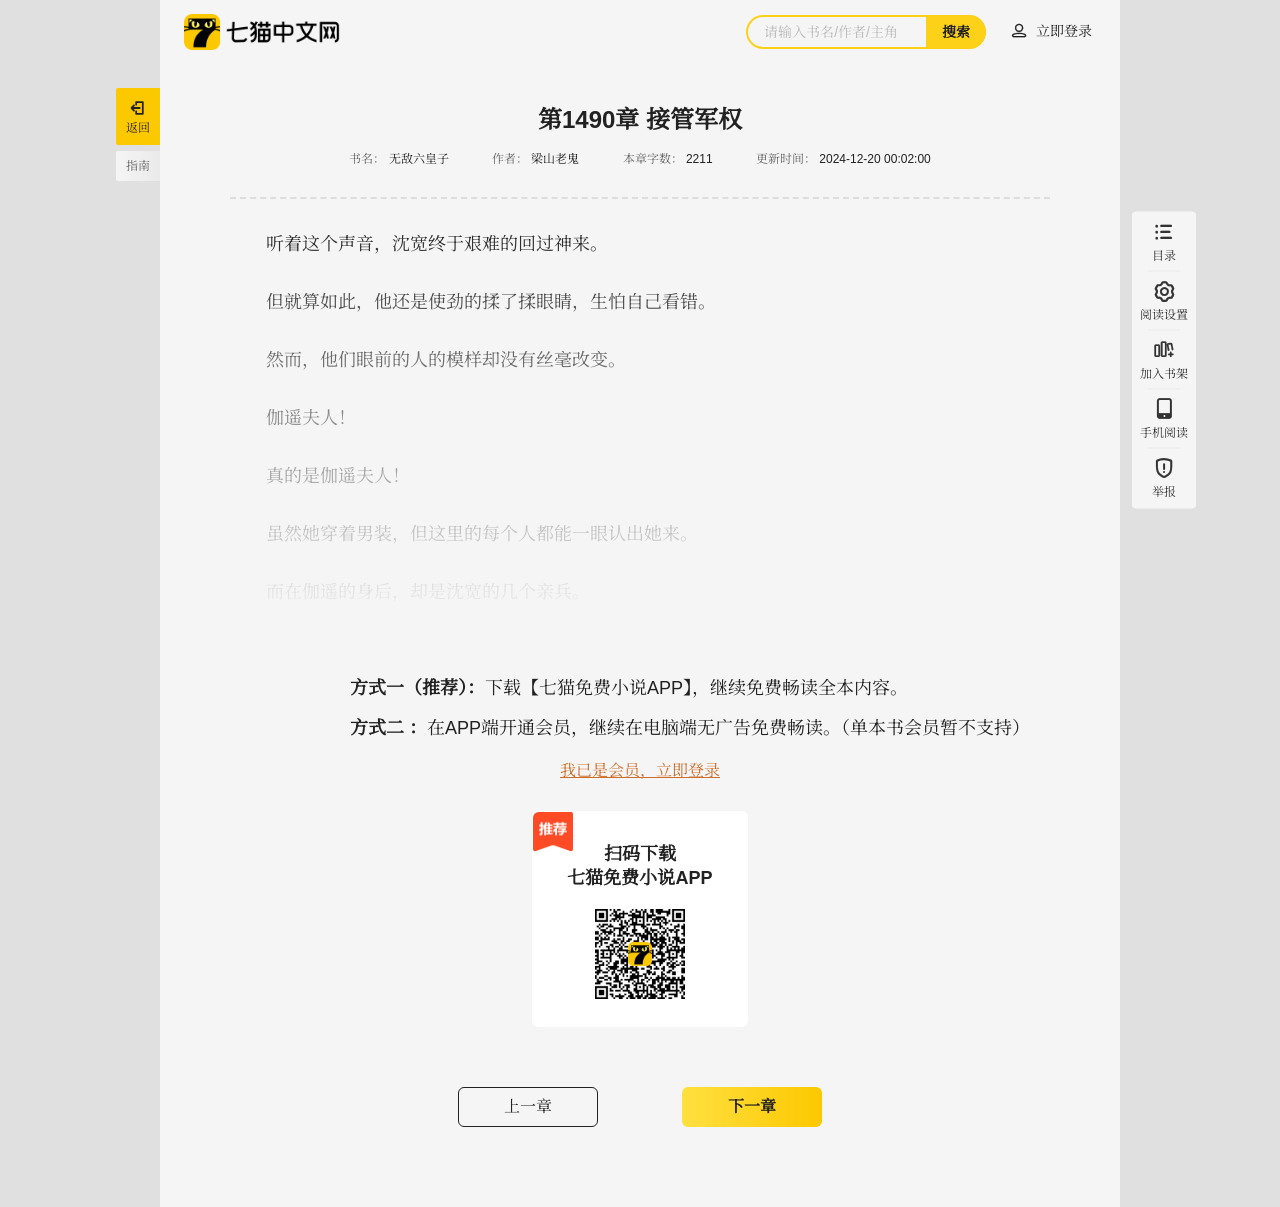 七猫中文网
请输入书名/作者/主角
搜索
立即登录
返回
指南
第1490章 接管军权
书名： 无敌六皇子 作者： 梁山老鬼 本章字数： 2211 更新时间： 2024-12-20 00:02:00
听着这个声音，沈宽终于艰难的回过神来。
但就算如此，他还是使劲的揉了揉眼睛，生怕自己看错。
然而，他们眼前的人的模样却没有丝毫改变。
伽遥夫人！
真的是伽遥夫人！
虽然她穿着男装，但这里的每个人都能一眼认出她来。
而在伽遥的身后，却是沈宽的几个亲兵。
目录
阅读设置
加入书架
手机阅读
举报
方式一（推荐）：下载【七猫免费小说APP】，继续免费畅读全本内容。
方式二 ：在APP端开通会员，继续在电脑端无广告免费畅读。（单本书会员暂不支持）
我已是会员，立即登录
推荐
扫码下载
七猫免费小说APP
上一章
下一章